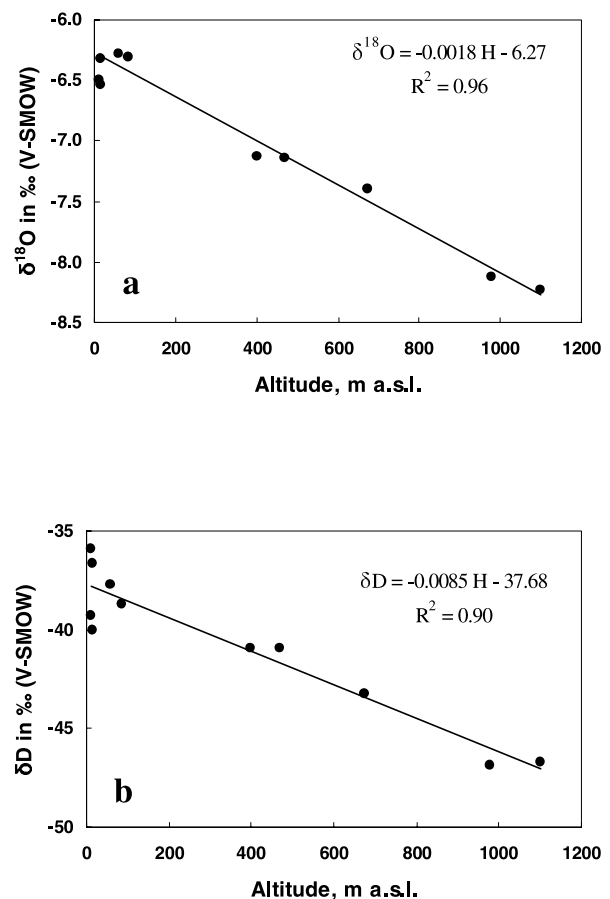 -6.0
-6.5
-7.0
-7.5
-8.0
-8.5
δ¹⁸O in ‰ (V-SMOW)
δ¹⁸O = -0.0018 H - 6.27
R² = 0.96
a
0 200 400 600 800 1000 1200
Altitude, m a.s.l.
-35
-40
-45
-50
δD in ‰ (V-SMOW)
δD = -0.0085 H - 37.68
R² = 0.90
b
0 200 400 600 800 1000 1200
Altitude, m a.s.l.